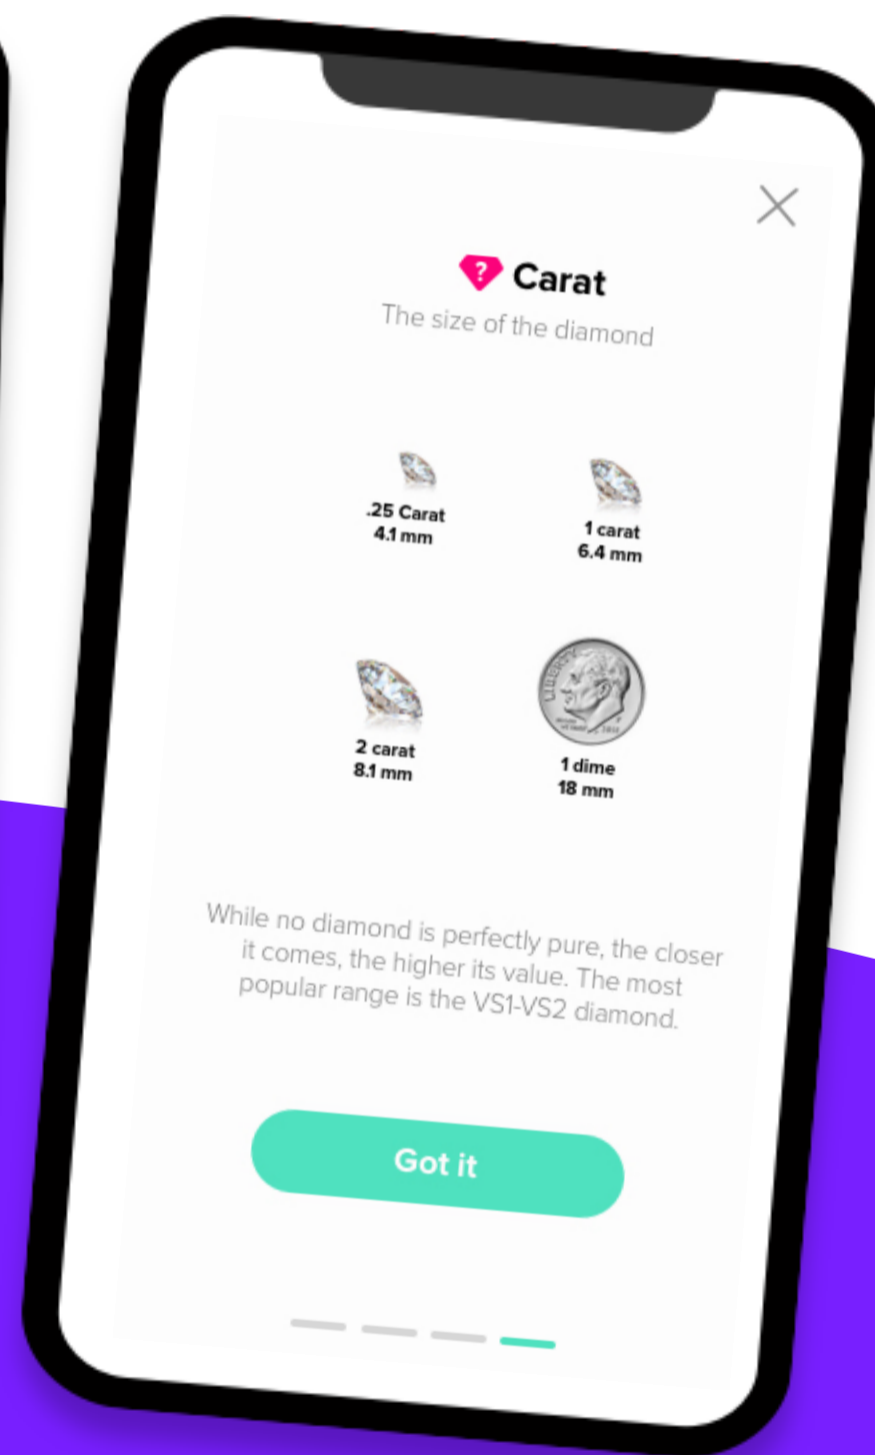 ? Carat
The size of the diamond
.25 Carat
4.1 mm
1 carat
6.4 mm
LIBERTY
2 carat
8.1 mm
1 dime
18 mm
While no diamond is perfectly pure, the closer
it comes, the higher its value. The most
popular range is the VS1-VS2 diamond.
Got it